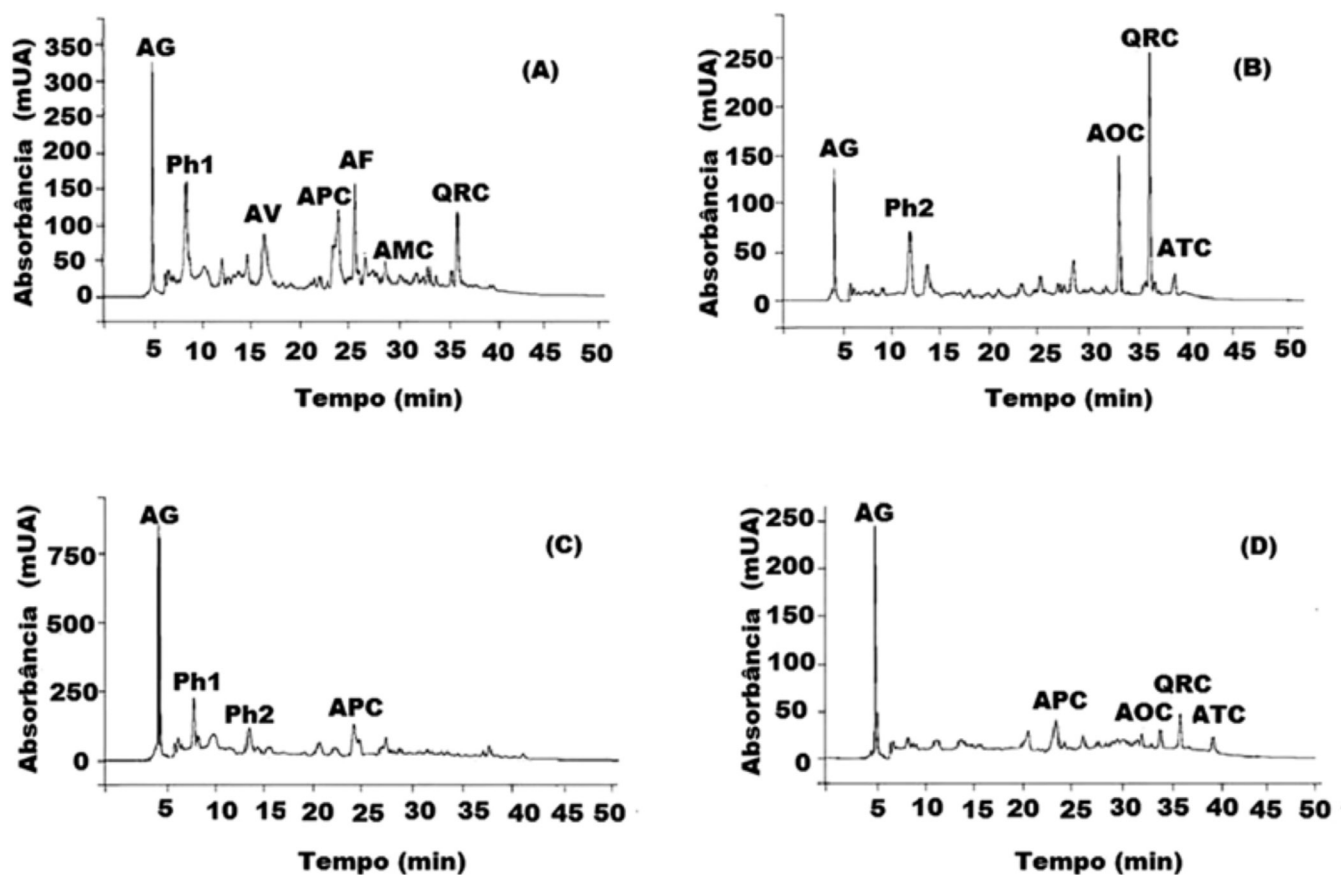 (A)
Absorbância (mUA)
350
300
250
200
150
100
50
0
AG
Ph1
AV
APC
AF
AMC
QRC
5 10 15 20 25 30 35 40 45 50
Tempo (min)
(B)
Absorbância (mUA)
250
200
150
100
50
0
AG
Ph2
AOC
QRC
ATC
5 10 15 20 25 30 35 40 45 50
Tempo (min)
(C)
Absorbância (mUA)
750
500
250
0
AG
Ph1
Ph2
APC
5 10 15 20 25 30 35 40 45 50
Tempo (min)
(D)
Absorbância (mUA)
250
200
150
100
50
0
AG
APC
AOC
QRC
ATC
5 10 15 20 25 30 35 40 45 50
Tempo (min)